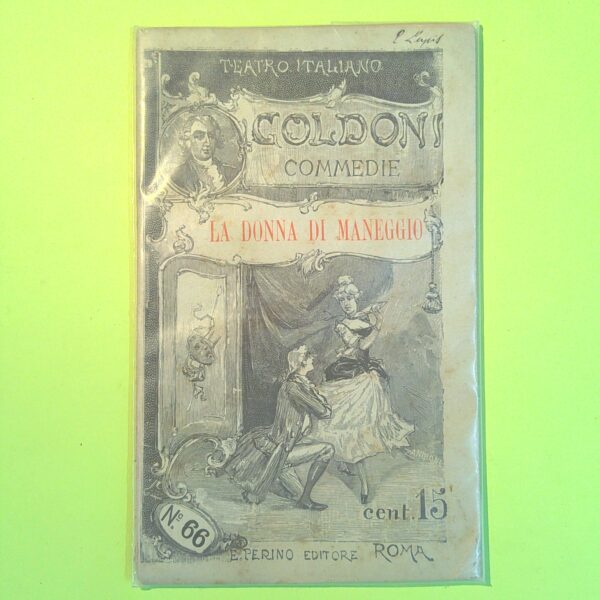 TEATRO ITALIANO
GOLDONI
COMMEDIE
LA DONNA DI MANEGGIO
cent. 15
Nº 66
E. PERINO EDITORE ROMA